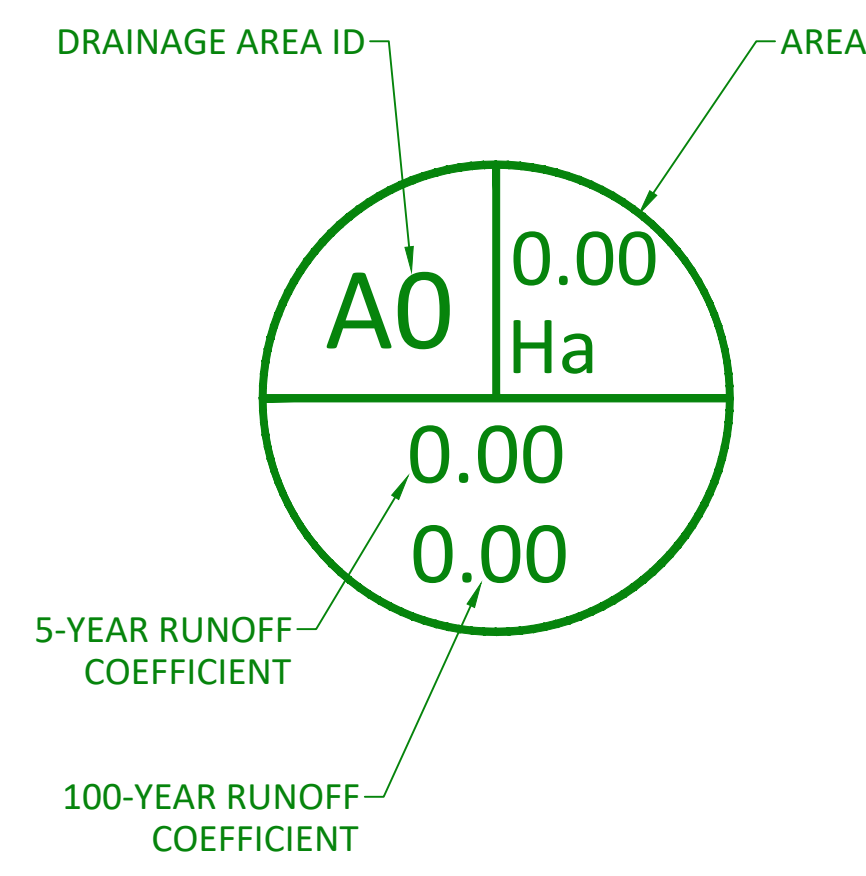 DRAINAGE AREA ID
AREA
A0
0.00
Ha
0.00
0.00
5-YEAR RUNOFF
COEFFICIENT
100-YEAR RUNOFF
COEFFICIENT